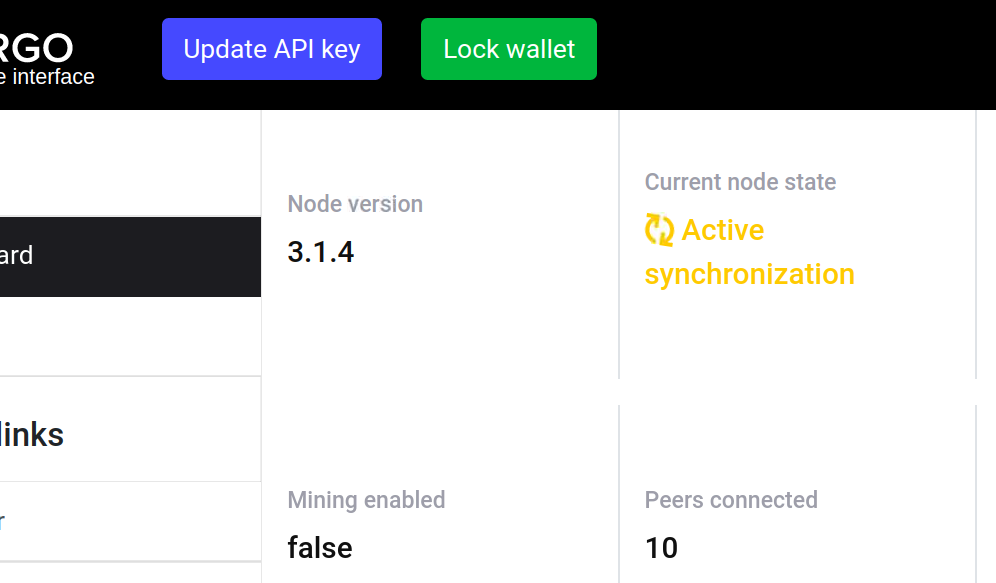 RGO
e interface
Update API key
Lock wallet
ard
links
r
Node version
3.1.4
Current node state
Active
synchronization
Mining enabled
false
Peers connected
10